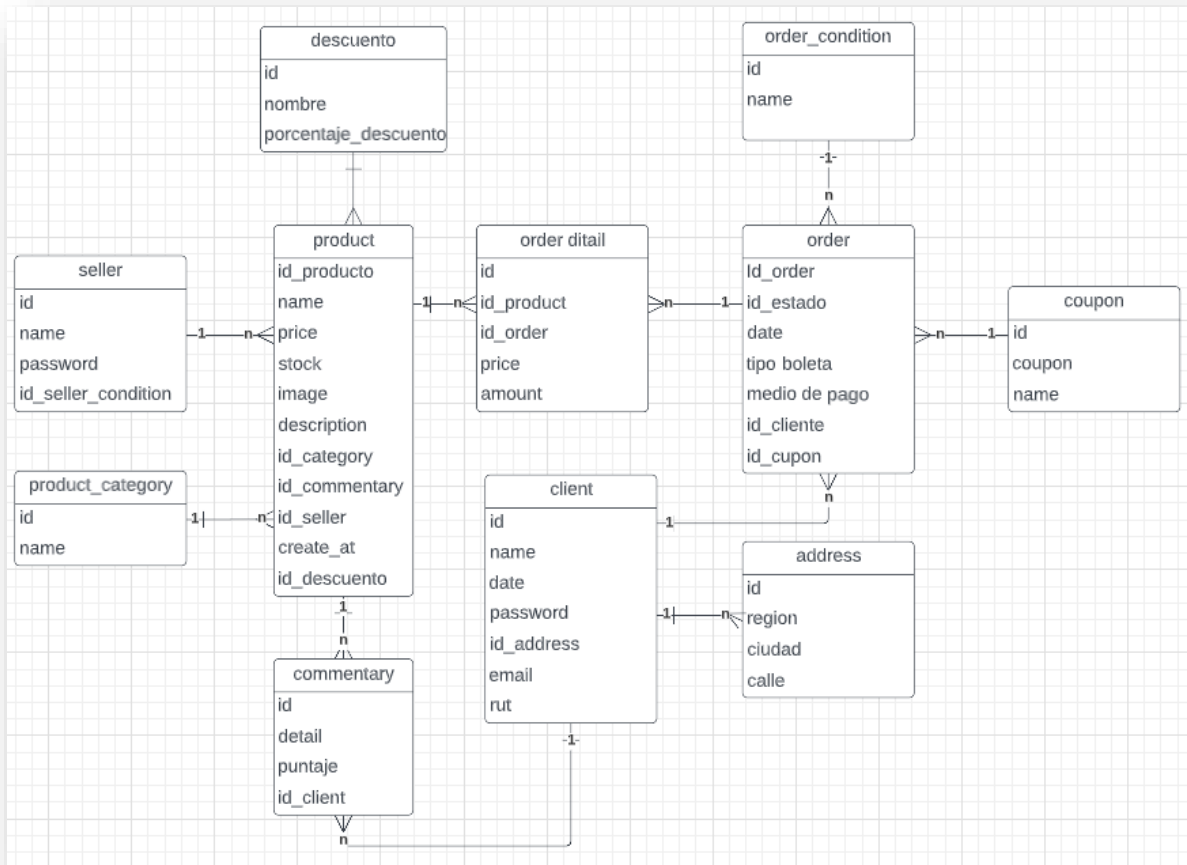 descuento
id
nombre
porcentaje_descuento
order_condition
id
name
1
n
seller
id
name
password
id_seller_condition
1
n
product
id_producto
name
price
stock
image
description
id_category
id_commentary
id_seller
create_at
id_descuento
1
n
order ditail
id
id_product
id_order
price
amount
n
1
order
Id_order
id_estado
date
tipo boleta
medio de pago
id_cliente
id_cupon
n
1
coupon
id
coupon
name
product_category
id
name
1
n
client
id
name
date
password
id_address
email
rut
1
n
address
id
region
ciudad
calle
1
n
1
n
commentary
id
detail
puntaje
id_client
1
n